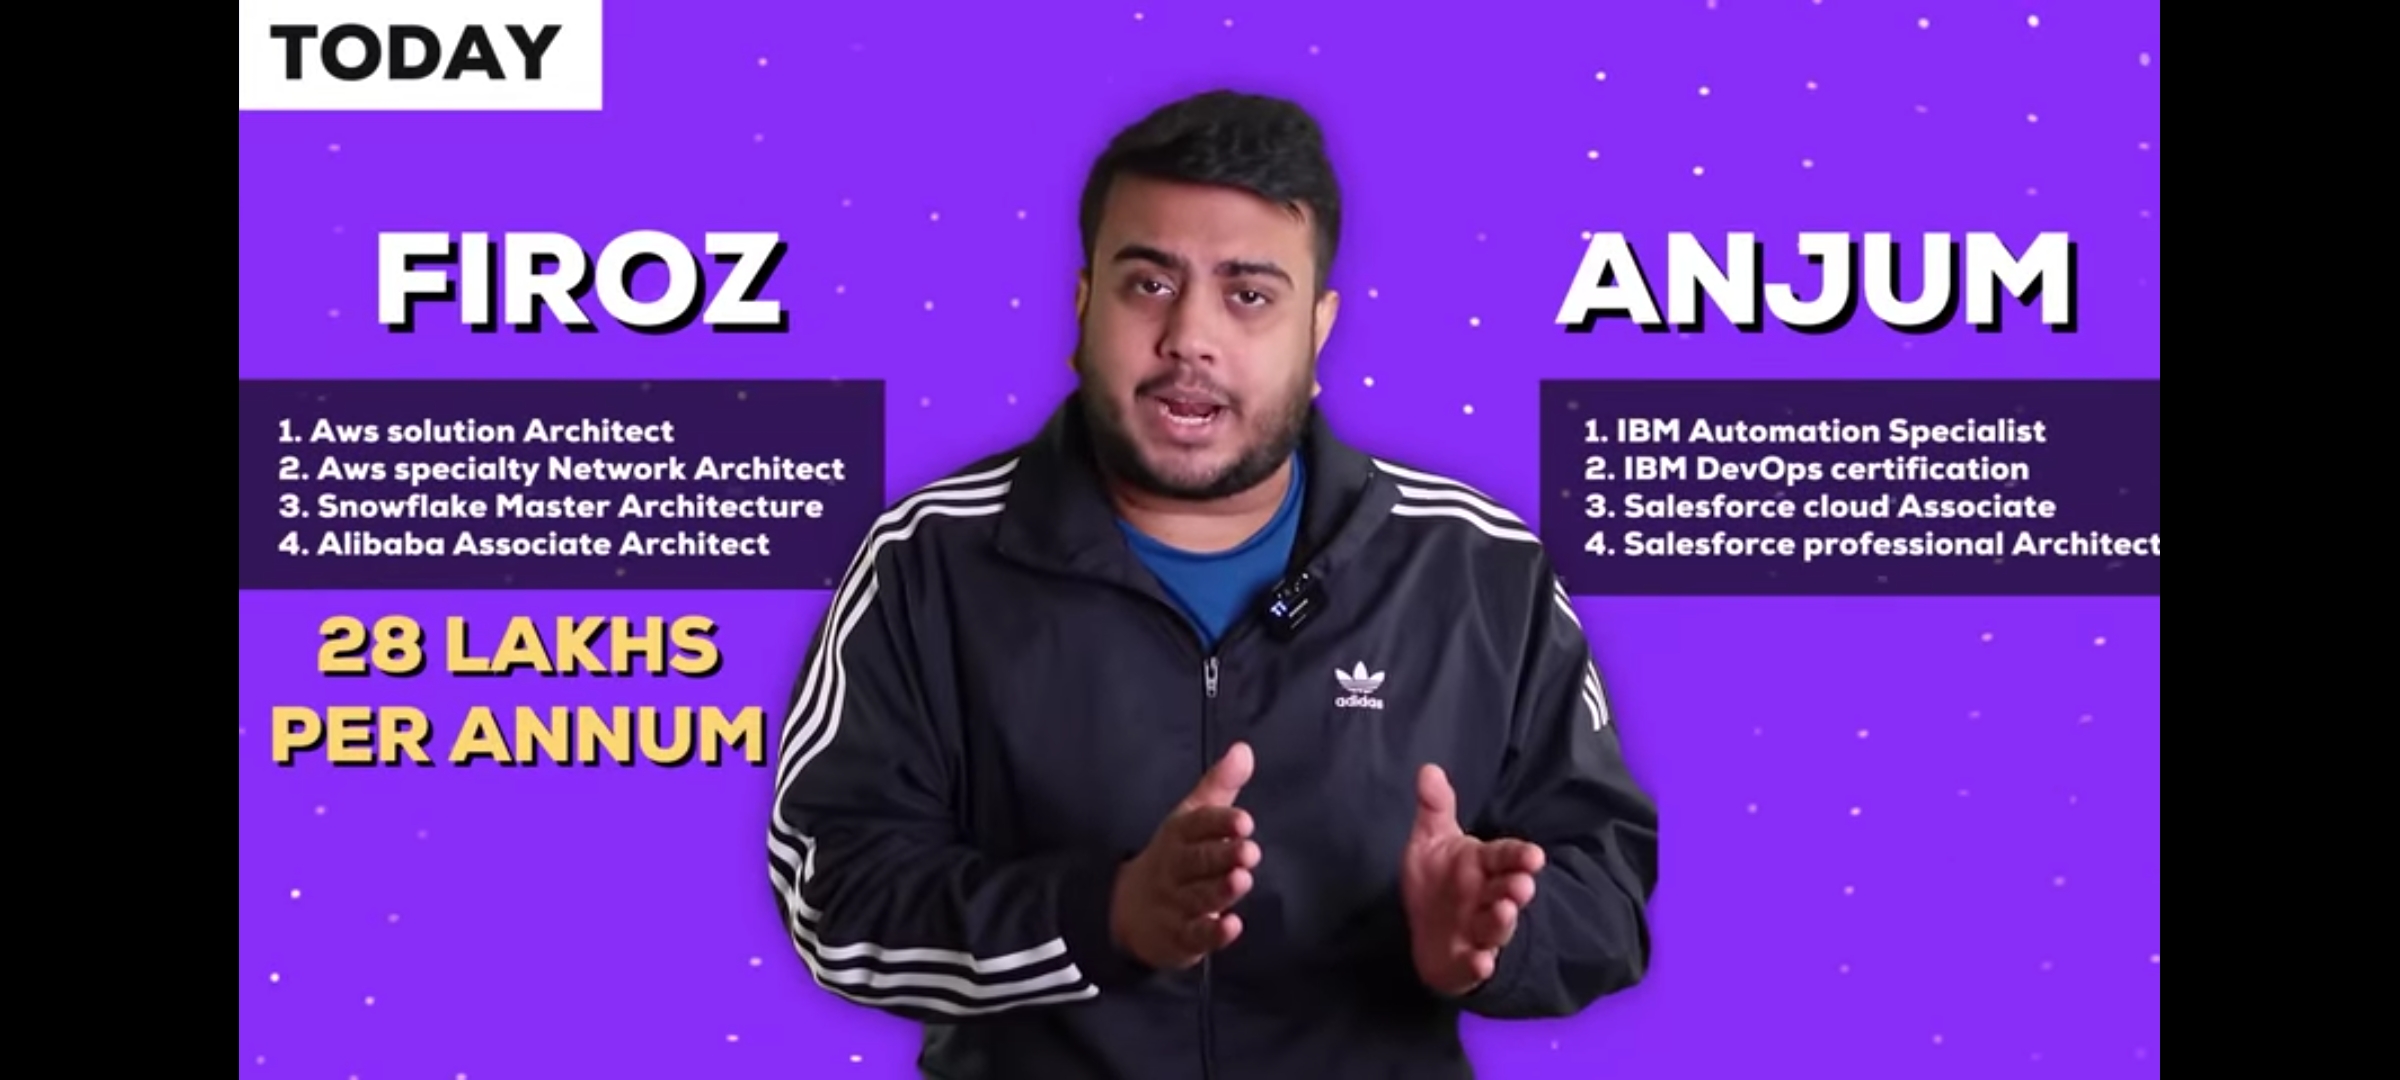 TODAY
FIROZ
1. Aws solution Architect
2. Aws specialty Network Architect
3. Snowflake Master Architecture
4. Alibaba Associate Architect
28 LAKHS
PER ANNUM
ANJUM
1. IBM Automation Specialist
2. IBM DevOps certification
3. Salesforce cloud Associate
4. Salesforce professional Architect
adidas